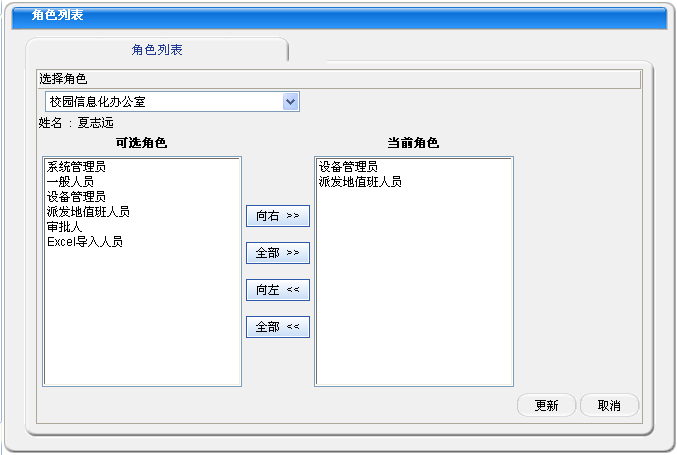 角色列表
角色列表
选择角色
校园信息化办公室
姓名 : 夏志远
可选角色
当前角色
系统管理员
一般人员
设备管理员
派发地值班人员
审批人
Excel导入人员
向右 >>
全部 >>
向左 <<
全部 <<
设备管理员
派发地值班人员
更新
取消